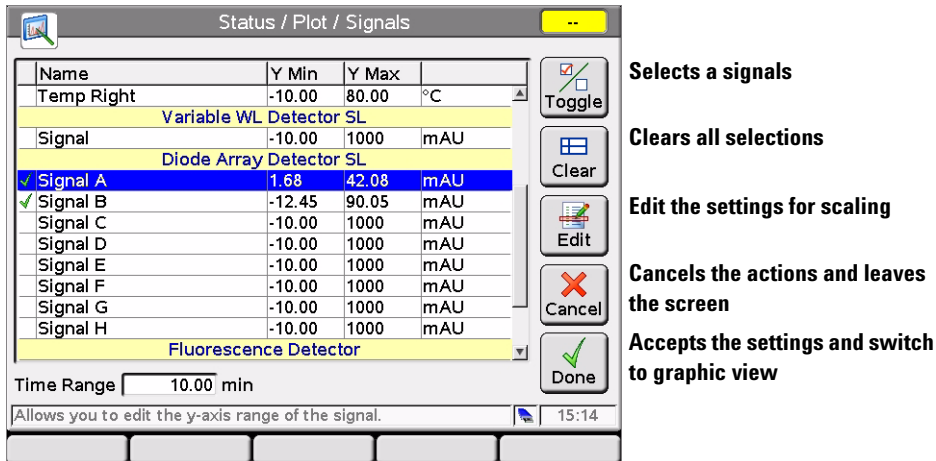 Status / Plot / Signals
--
Name Y Min Y Max
Temp Right -10.00 80.00 °C
Variable WL Detector SL
Signal -10.00 1000 mAU
Diode Array Detector SL
Signal A 1.68 42.08 mAU
Signal B -12.45 90.05 mAU
Signal C -10.00 1000 mAU
Signal D -10.00 1000 mAU
Signal E -10.00 1000 mAU
Signal F -10.00 1000 mAU
Signal G -10.00 1000 mAU
Signal H -10.00 1000 mAU
Fluorescence Detector
Time Range 10.00 min
Allows you to edit the y-axis range of the signal.
15:14
Toggle
Selects a signals
Clear
Clears all selections
Edit
Edit the settings for scaling
Cancel
Cancels the actions and leaves
the screen
Done
Accepts the settings and switch
to graphic view